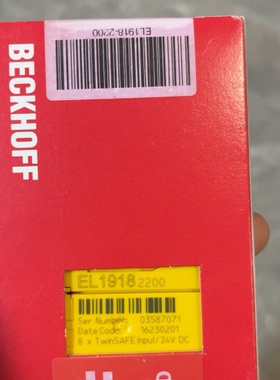 EL1918-2200
BECKHOFF
EL1918-2200
Ser Number: 03587071
Date Code: 16230201
8 x TwinSAFE Input/24V DC